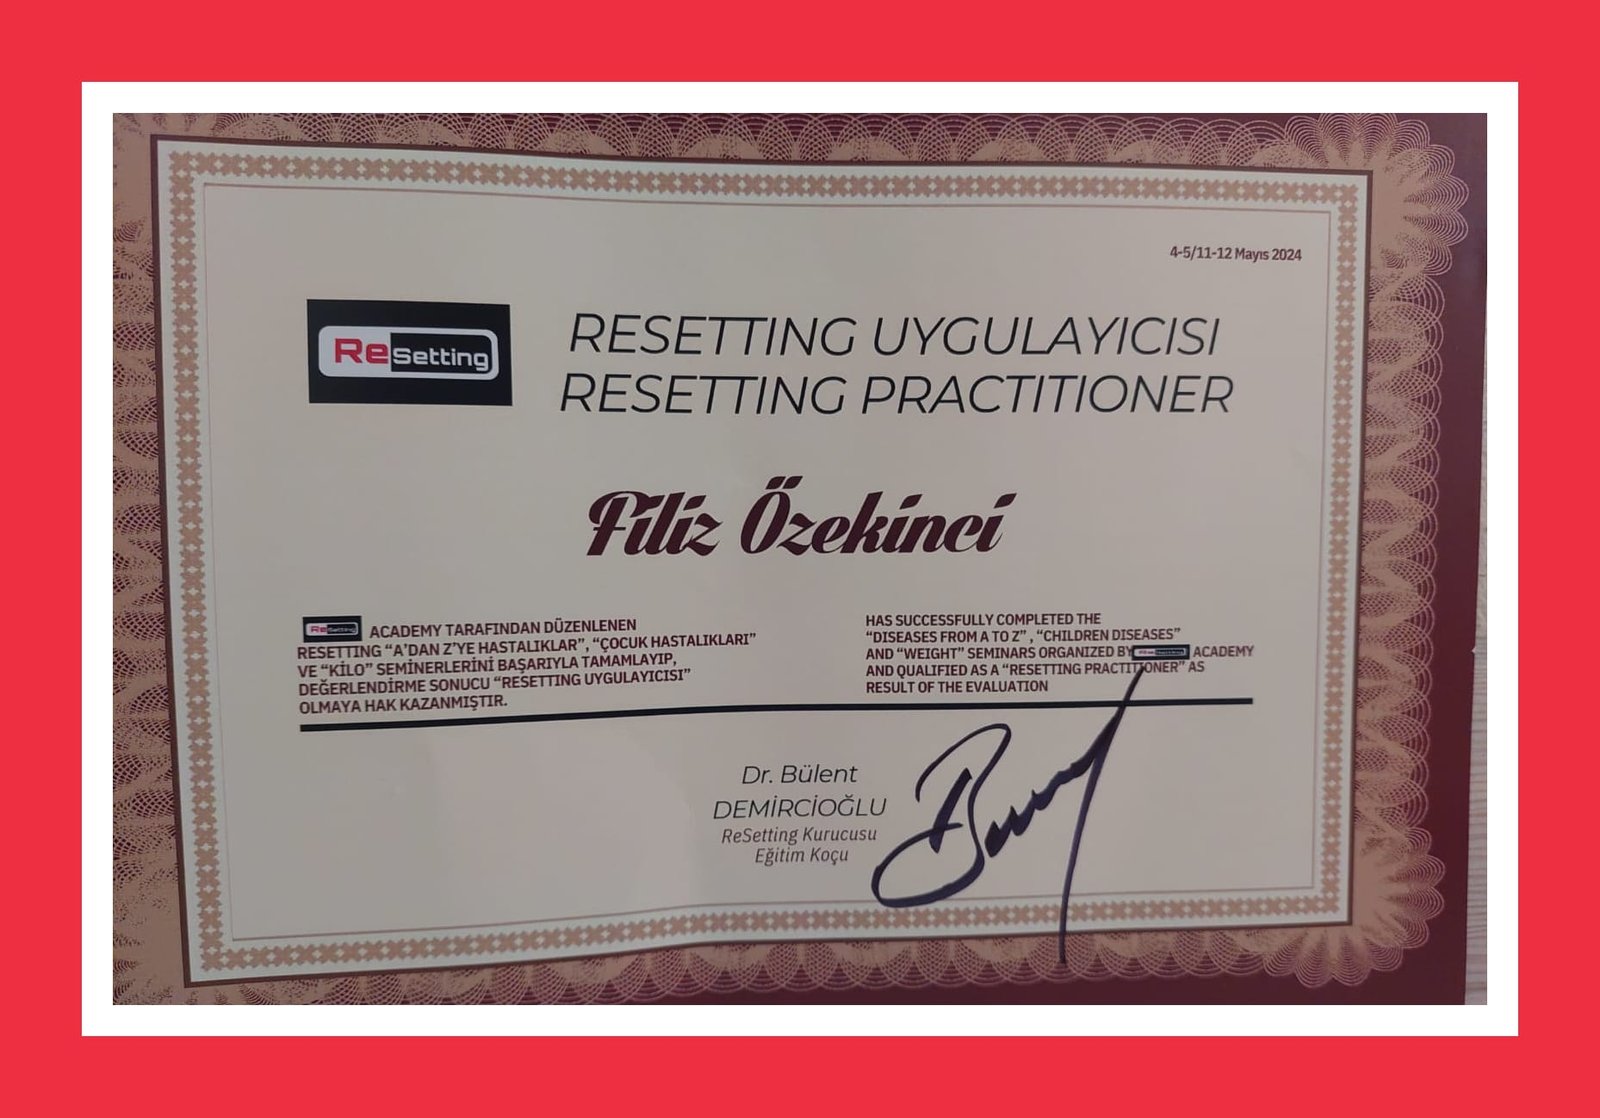 4-5/11-12 Mayıs 2024
ReSetting
RESETTING UYGULAYICISI
RESETTING PRACTITIONER
Filiz Özekinci
ReSetting ACADEMY TARAFINDAN DÜZENLENEN
RESETTING “A’DAN Z’YE HASTALIKLAR”, “ÇOCUK HASTALIKLARI”
VE “KİLO” SEMİNERLERİNİ BAŞARIYLA TAMAMLAYIP,
DEĞERLENDİRME SONUCU “RESETTING UYGULAYICISI”
OLMAYA HAK KAZANMIŞTIR.
HAS SUCCESSFULLY COMPLETED THE
“DISEASES FROM A TO Z” , “CHILDREN DISEASES”
AND “WEIGHT” SEMINARS ORGANIZED BY ReSetting ACADEMY
AND QUALIFIED AS A “RESETTING PRACTITIONER” AS
RESULT OF THE EVALUATION
Dr. Bülent
DEMİRCİOĞLU
ReSetting Kurucusu
Eğitim Koçu